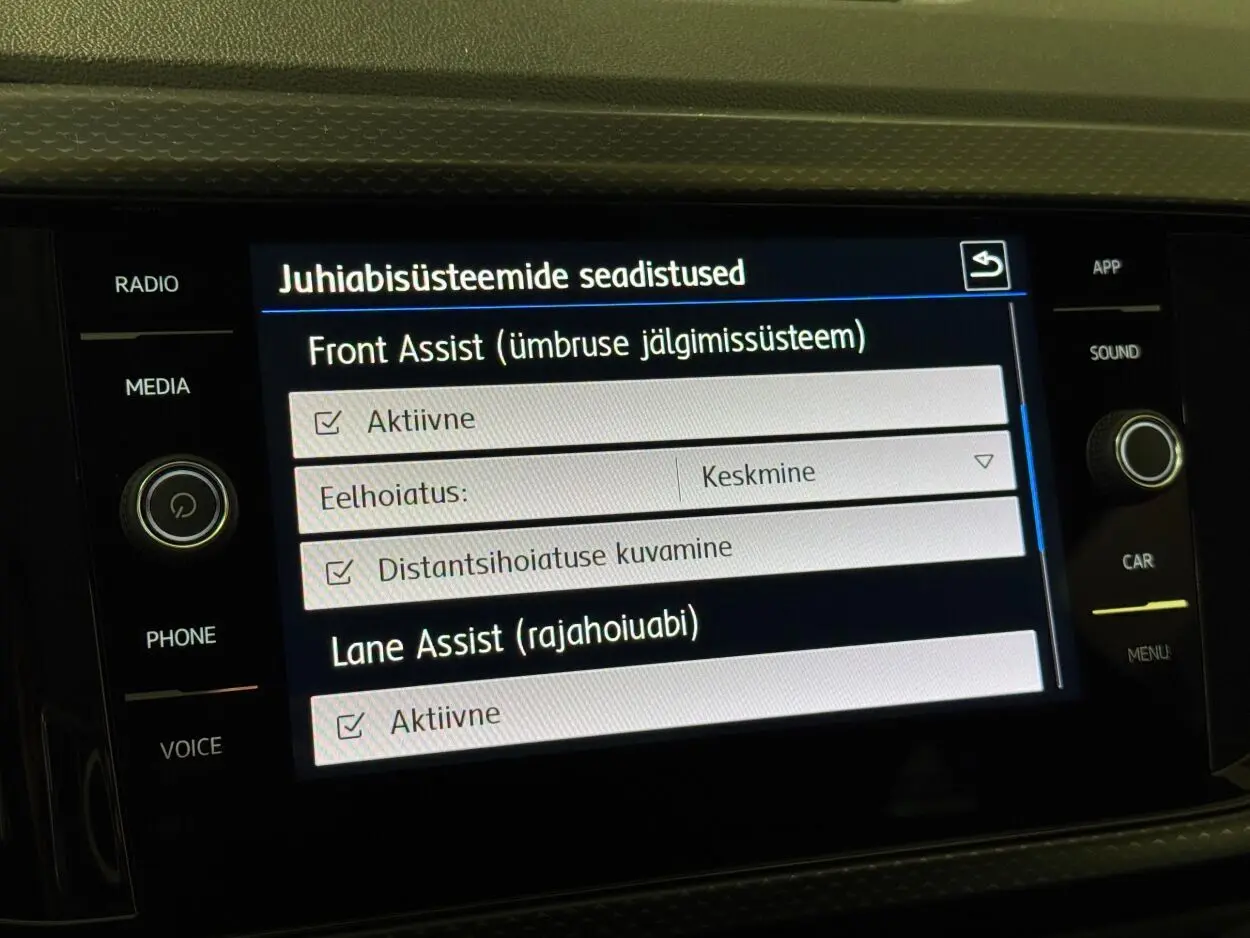 RADIO
MEDIA
PHONE
VOICE
Juhiabisüsteemide seadistused
Front Assist (ümbruse jälgimissüsteem)
Aktiivne
Eelhoiatus: Keskmine
Distantsihoiatuse kuvamine
Lane Assist (rajahoiuabi)
Aktiivne
APP
SOUND
CAR
MENU